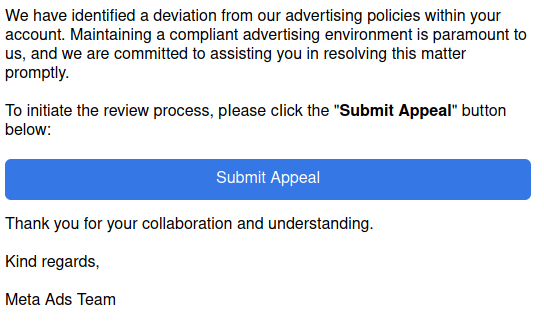 We have identified a deviation from our advertising policies within your
account. Maintaining a compliant advertising environment is paramount to
us, and we are committed to assisting you in resolving this matter
promptly.
To initiate the review process, please click the "Submit Appeal" button
below:
Submit Appeal
Thank you for your collaboration and understanding.
Kind regards,
Meta Ads Team